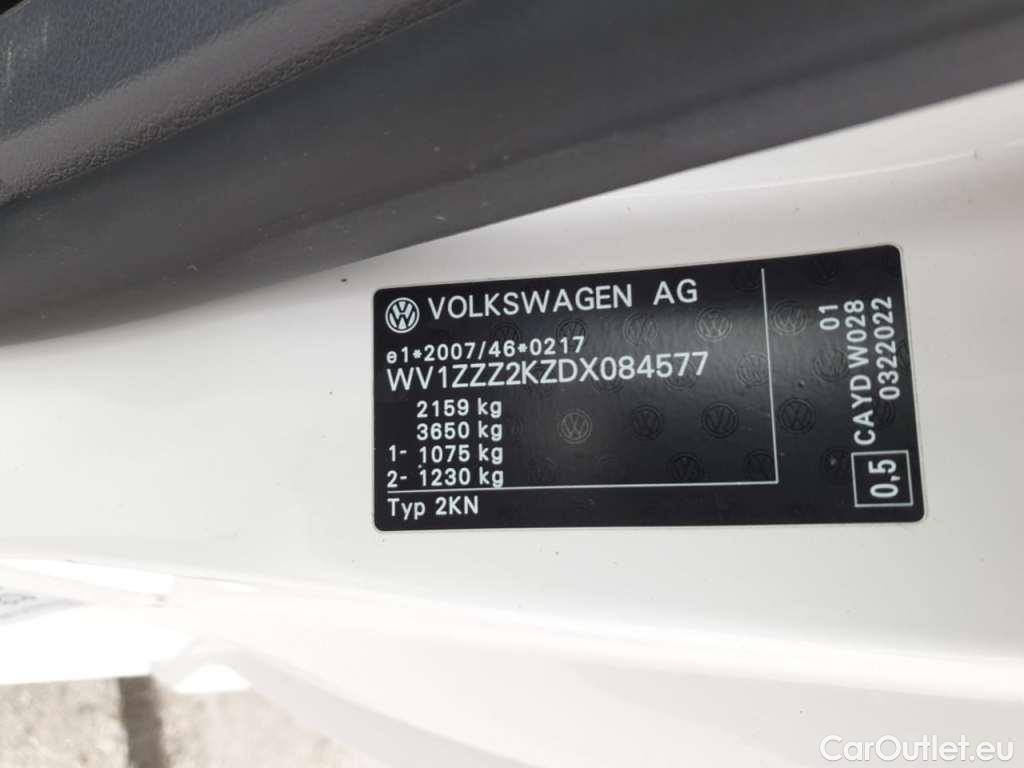 VOLKSWAGEN AG
e1*2007/46*0217
WV1ZZZ2KZDX084577
2159 kg
3650 kg
1- 1075 kg
2- 1230 kg
Typ 2KN
01
CAYD W028
0322022
0,5
CarOutlet.eu